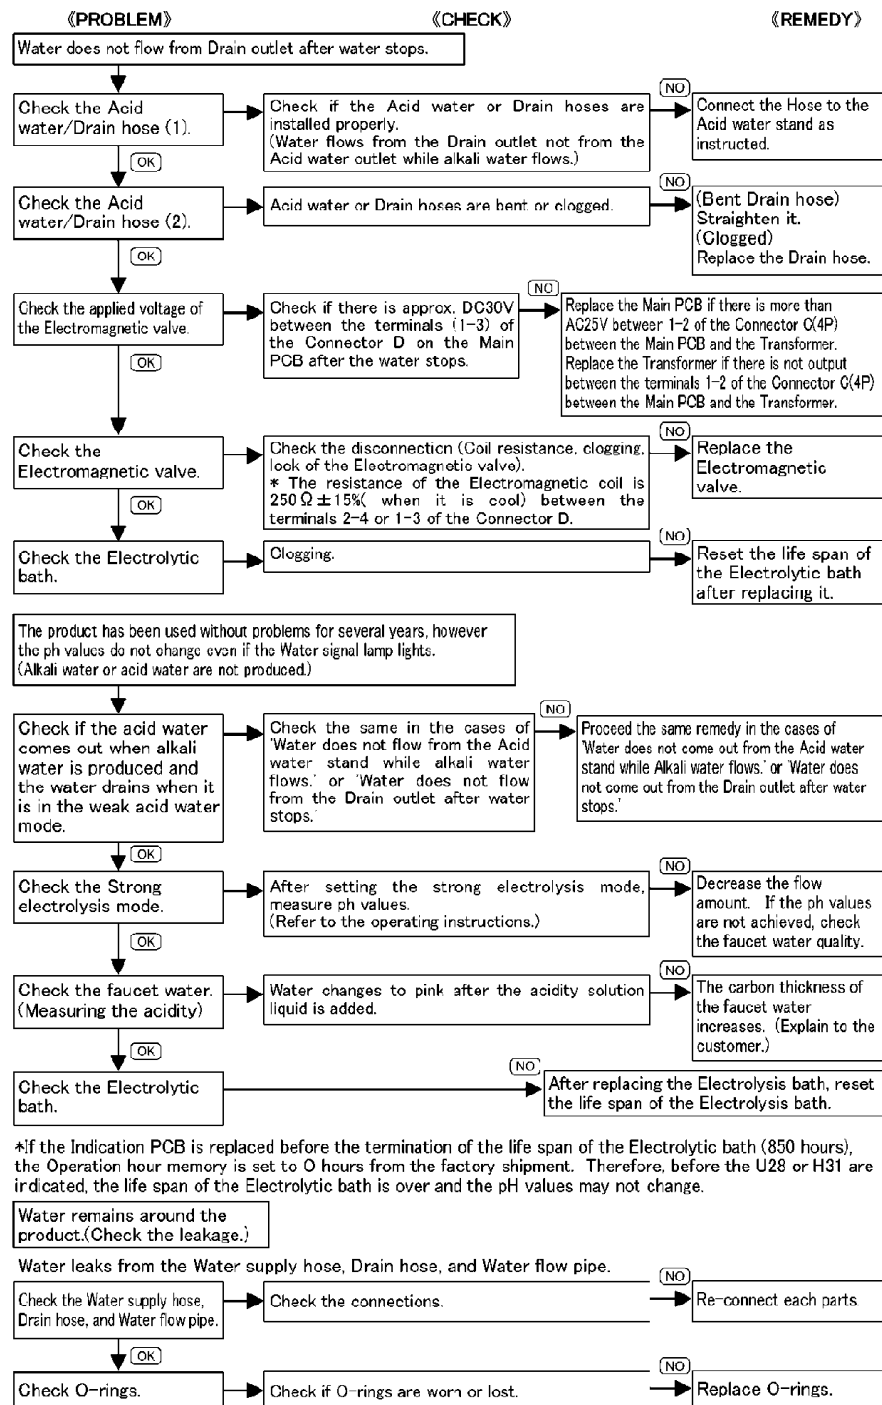 《PROBLEM》 《CHECK》 《REMEDY》
Water does not flow from Drain outlet after water stops.
Check the Acid
water/Drain hose (1).
Check if the Acid water or Drain hoses are
installed properly.
(Water flows from the Drain outlet not from the
Acid water outlet while alkali water flows.)
NO
Connect the Hose to the
Acid water stand as
instructed.
OK
Check the Acid
water/Drain hose (2).
Acid water or Drain hoses are bent or clogged.
NO
(Bent Drain hose)
Straighten it.
(Clogged)
Replace the Drain hose.
OK
Check the applied voltage of
the Electromagnetic valve.
Check if there is approx. DC30V
between the terminals (1-3) of
the Connector D on the Main
PCB after the water stops.
NO
Replace the Main PCB if there is more than
AC25V between 1-2 of the Connector C(4P)
between the Main PCB and the Transformer.
Replace the Transformer if there is not output
between the terminals 1-2 of the Connector C(4P)
between the Main PCB and the Transformer.
OK
Check the
Electromagnetic valve.
Check the disconnection (Coil resistance, clogging,
lock of the Electromagnetic valve).
* The resistance of the Electromagnetic coil is
250Ω±15%( when it is cool) between the
terminals 2-4 or 1-3 of the Connector D.
NO
Replace the
Electromagnetic
valve.
OK
Check the Electrolytic
bath.
Clogging.
NO
Reset the life span of
the Electrolytic bath
after replacing it.
The product has been used without problems for several years, however
the ph values do not change even if the Water signal lamp lights.
(Alkali water or acid water are not produced.)
Check if the acid water
comes out when alkali
water is produced and
the water drains when it
is in the weak acid water
mode.
Check the same in the cases of
'Water does not flow from the Acid
water stand while alkali water
flows.' or 'Water does not flow
from the Drain outlet after water
stops.'
NO
Proceed the same remedy in the cases of
'Water does not come out from the Acid water
stand while Alkali water flows.' or 'Water does
not come out from the Drain outlet after water
stops.'
OK
Check the Strong
electrolysis mode.
After setting the strong electrolysis mode,
measure ph values.
(Refer to the operating instructions.)
NO
Decrease the flow
amount. If the ph values
are not achieved, check
the faucet water quality.
OK
Check the faucet water.
(Measuring the acidity)
Water changes to pink after the acidity solution
liquid is added.
NO
The carbon thickness of
the faucet water
increases. (Explain to the
customer.)
OK
Check the Electrolytic
bath.
NO
After replacing the Electrolysis bath, reset
the life span of the Electrolysis bath.
*If the Indication PCB is replaced before the termination of the life span of the Electrolytic bath (850 hours),
the Operation hour memory is set to 0 hours from the factory shipment. Therefore, before the U28 or H31 are
indicated, the life span of the Electrolytic bath is over and the pH values may not change.
Water remains around the
product.(Check the leakage.)
Water leaks from the Water supply hose, Drain hose, and Water flow pipe.
Check the Water supply hose,
Drain hose, and Water flow pipe.
Check the connections.
NO
Re-connect each parts.
OK
Check O-rings.
Check if O-rings are worn or lost.
NO
Replace O-rings.